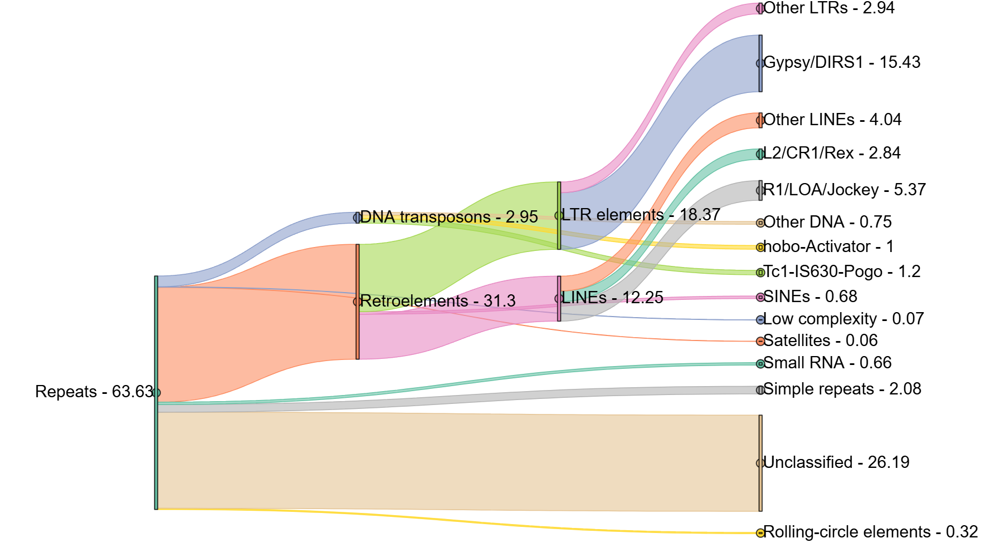 Other LTRs - 2.94
Gypsy/DIRS1 - 15.43
Other LINEs - 4.04
L2/CR1/Rex - 2.84
R1/LOA/Jockey - 5.37
DNA transposons - 2.95
LTR elements - 18.37
Other DNA - 0.75
hobo-Activator - 1
Tc1-IS630-Pogo - 1.2
Retroelements - 31.3
LINEs - 12.25
SINEs - 0.68
Low complexity - 0.07
Satellites - 0.06
Small RNA - 0.66
Repeats - 63.63
Simple repeats - 2.08
Unclassified - 26.19
Rolling-circle elements - 0.32